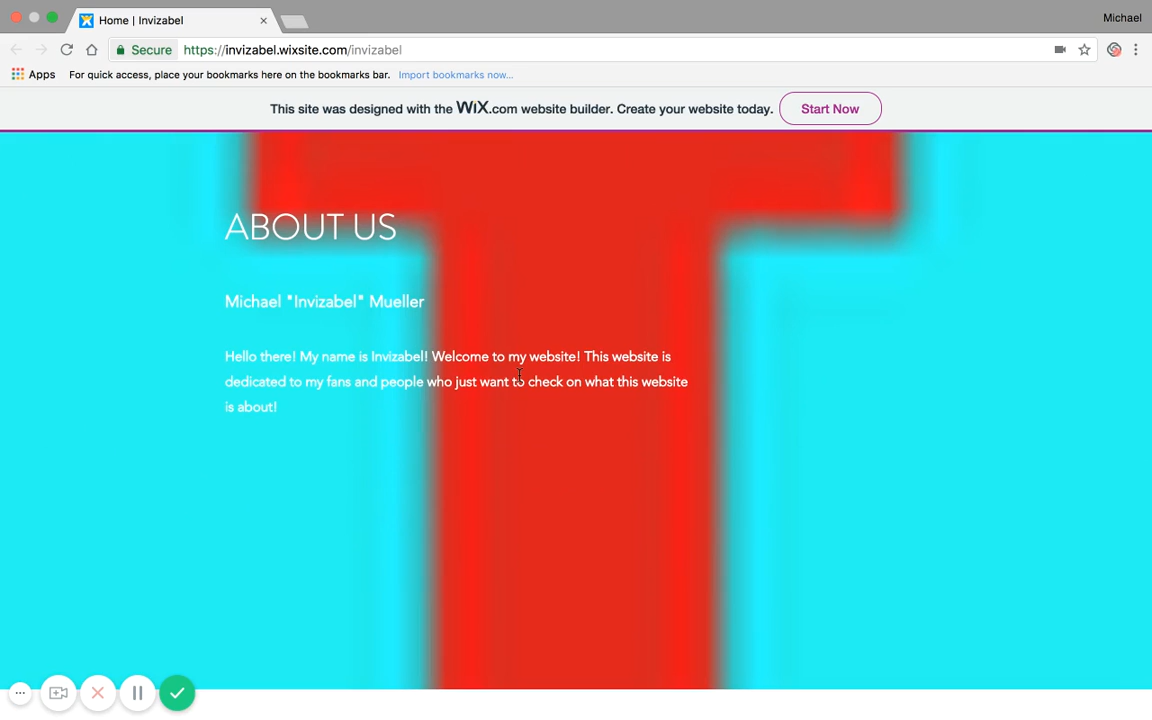 Home | Invizabel
Michael
Secure https://invizabel.wixsite.com/invizabel
Apps For quick access, place your bookmarks here on the bookmarks bar. Import bookmarks now...
This site was designed with the WiX.com website builder. Create your website today. Start Now
ABOUT US
Michael "Invizabel" Mueller
Hello there! My name is Invizabel! Welcome to my website! This website is
dedicated to my fans and people who just want to check on what this website
is about!